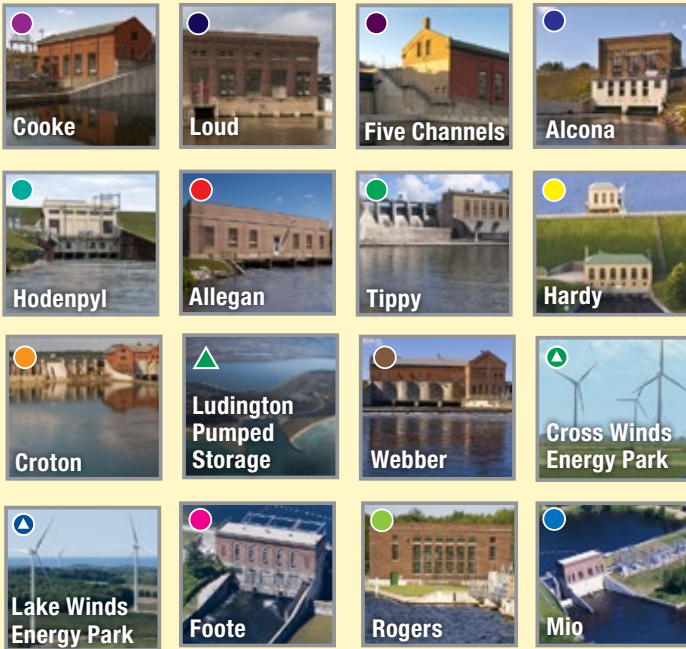 Cooke
Loud
Five Channels
Alcona
Hodenpyl
Allegan
Tippy
Hardy
Croton
Ludington
Pumped
Storage
Webber
Cross Winds
Energy Park
Lake Winds
Energy Park
Foote
Rogers
Mio